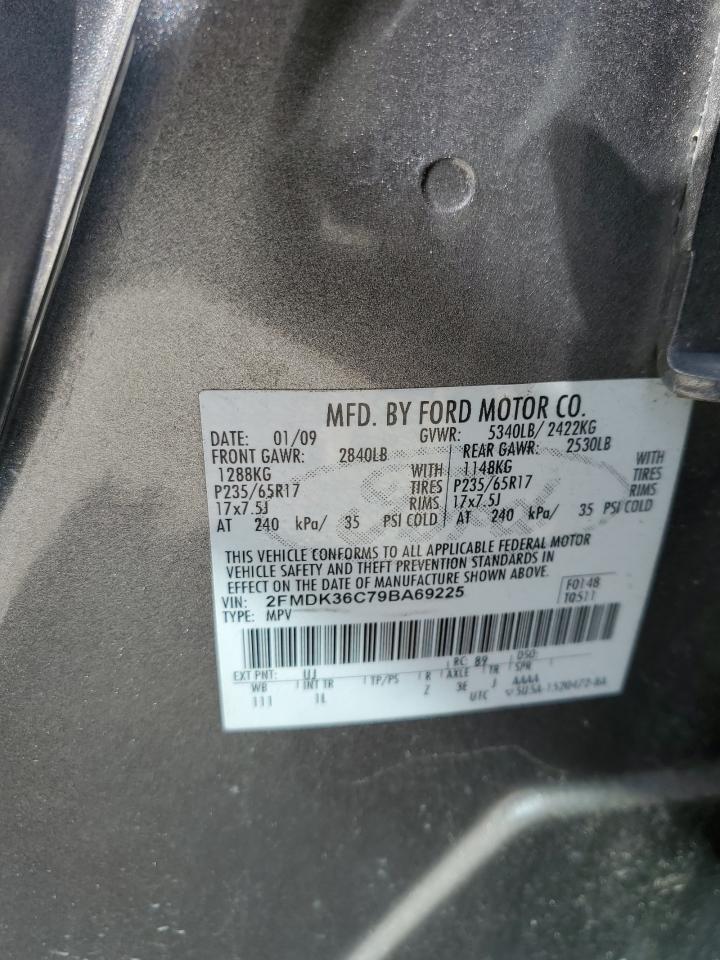 MFD. BY FORD MOTOR CO.
DATE: 01/09 GVWR: 5340LB/ 2422KG
FRONT GAWR: 2840LB REAR GAWR: 2530LB
1288KG WITH 1148KG WITH
P235/65R17 TIRES P235/65R17 TIRES
17x7.5J RIMS 17x7.5J RIMS
AT 240 kPa/ 35 PSI COLD AT 240 kPa/ 35 PSI COLD
THIS VEHICLE CONFORMS TO ALL APPLICABLE FEDERAL MOTOR
VEHICLE SAFETY AND THEFT PREVENTION STANDARDS IN
EFFECT ON THE DATE OF MANUFACTURE SHOWN ABOVE.
VIN: 2FMDK36C79BA69225 F0148
TYPE: MPV T0511
EXT PNT: UJ RC: 89 DSO:
WB INT TR TP/PS R AXLE TR SPR
111 1L Z 3E J AAAA
UTC